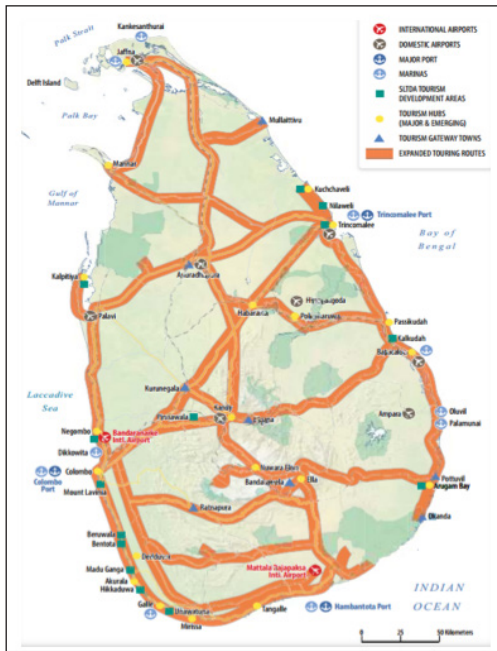 Palk Strait
Kankesanthurai
Jaffna
Delft Island
Palk Bay
Mullaittivu
Mannar
Gulf of
Mannar
INTERNATIONAL AIRPORTS
DOMESTIC AIRPORTS
MAJOR PORT
MARINAS
SLTDA TOURISM
DEVELOPMENT AREAS
TOURISM HUBS
(MAJOR & EMERGING)
TOURISM GATEWAY TOWNS
EXPANDED TOURING ROUTES
Kuchchaveli
Nilaweli
Trincomalee Port
Trincomalee
Bay of
Bengal
Anuradhapura
Kalpitiya
Palavi
Habarana
Passikudah
Kalkudah
Kurunegala
Laccadive
Sea
Kandy
Ampara
Oluvil
Palamunai
Negombo
Bandaranaike
Intl. Airport
Dikkowita
Colombo
Colombo
Port
Mount Lavinia
Nuwara Eliya
Ella
Bandarawela
Pottuvil
Arugam Bay
Ratnapura
Beruwala
Bentota
Madu Ganga
Akurala
Hikkaduwa
Galle
Unawatuna
Mirissa
Tangalle
Mattala Rajapaksa
Intl. Airport
Hambantota Port
INDIAN
OCEAN
0 25 50 Kilometers